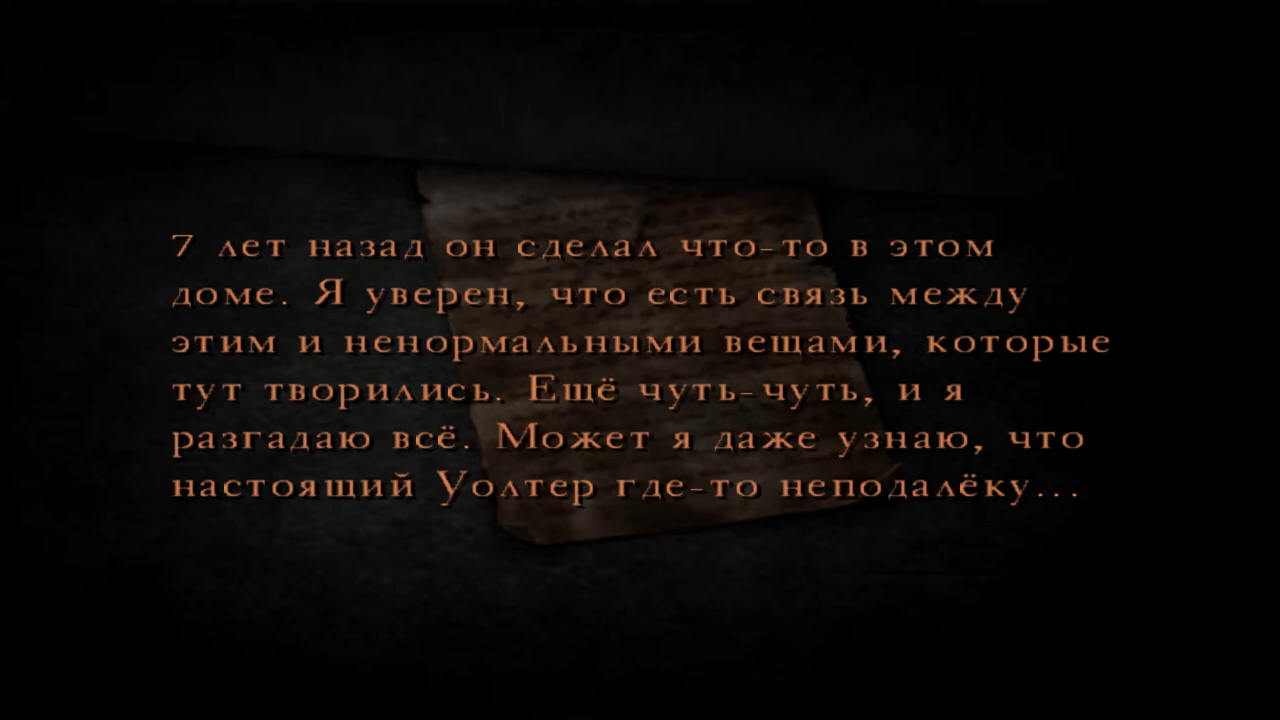 7 лет назад он сделал что-то в этом
доме. Я уверен, что есть связь между
этим и ненормальными вещами, которые
тут творились. Ещё чуть-чуть, и я
разгадаю всё. Может я даже узнаю, что
настоящий Уолтер где-то неподалёку...